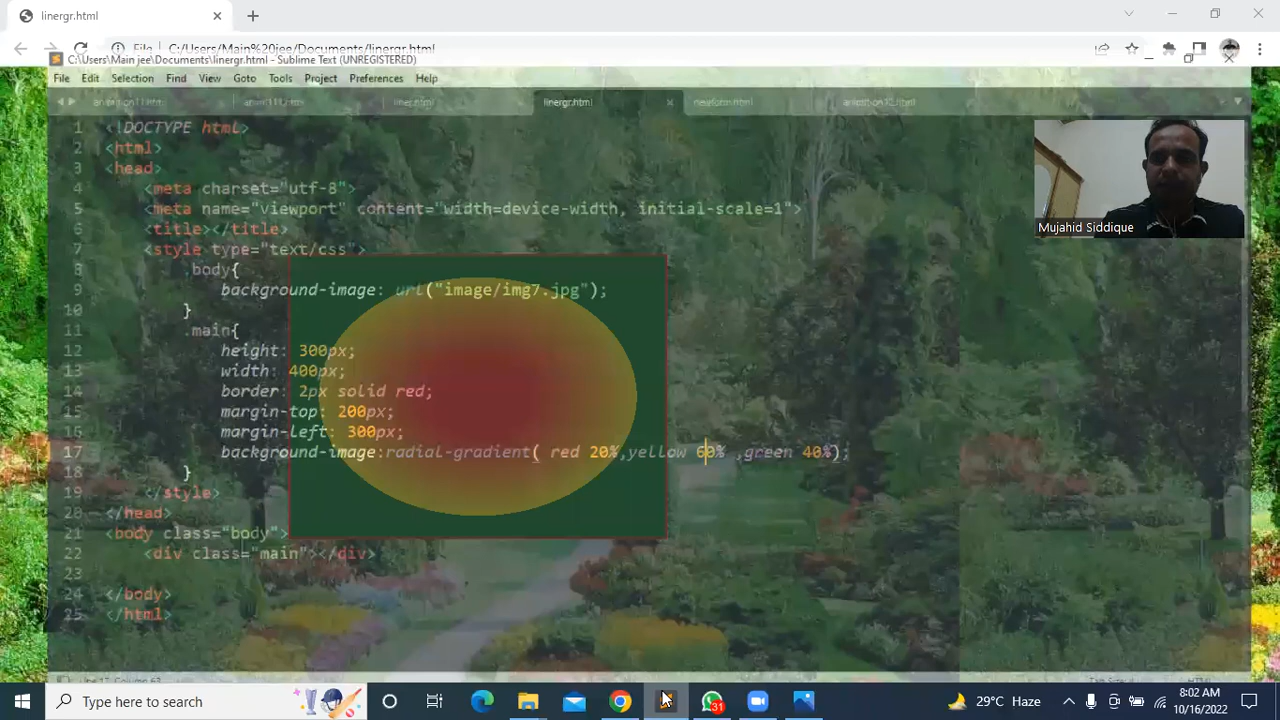 linergr.html
File C:/Users/Main%20jee/Documents/linergr.html
C:\Users\Main jee\Documents\linergr.html - Sublime Text (UNREGISTERED)
File Edit Selection Find View Goto Tools Project Preferences Help
liner.html linergr.html newform.html
1 <!DOCTYPE html>
2 <html>
3 <head>
4 <meta charset="utf-8">
5 <meta name="viewport" content="width=device-width, initial-scale=1">
6 <title></title>
7 <style type="text/css">
8 .body{
9 background-image: url("image/img7.jpg");
10 }
11 .main{
12 height: 300px;
13 width: 400px;
14 border: 2px solid red;
15 margin-top: 200px;
16 margin-left: 300px;
17 background-image:radial-gradient( red 20%,yellow 60% ,green 40%);
18 }
19 </style>
20 </head>
21 <body class="body">
22 <div class="main"></div>
23
24 </body>
25 </html>
Mujahid Siddique
Type here to search
31
29°C Haze
8:02 AM
10/16/2022